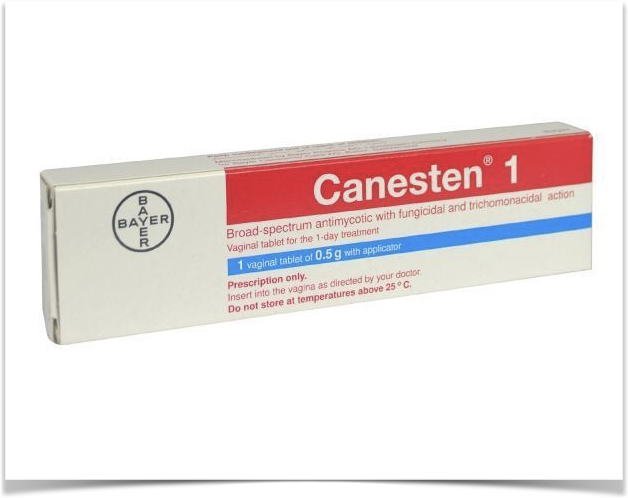 BAYER
BAYER
Canesten® 1
Broad-spectrum antimycotic with fungicidal and trichomonacidal action
Vaginal tablet for the 1-day treatment
1 vaginal tablet of 0.5 g with applicator
Prescription only.
Insert into the vagina as directed by your doctor.
Do not store at temperatures above 25° C.